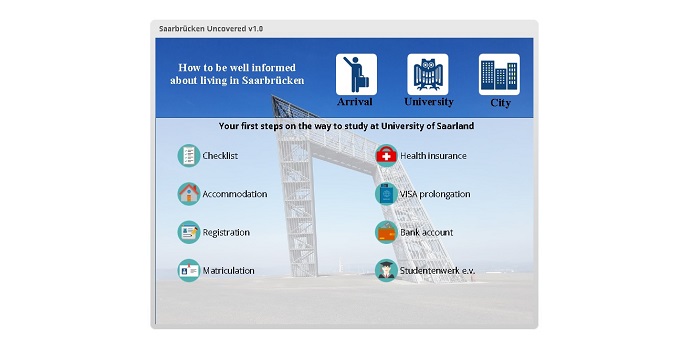 Saarbrücken Uncovered v1.0
How to be well informed
about living in Saarbrücken
Arrival
University
City
Your first steps on the way to study at University of Saarland
Checklist
Health insurance
Accommodation
VISA prolongation
Registration
Bank account
Matriculation
Studentenwerk e.v.